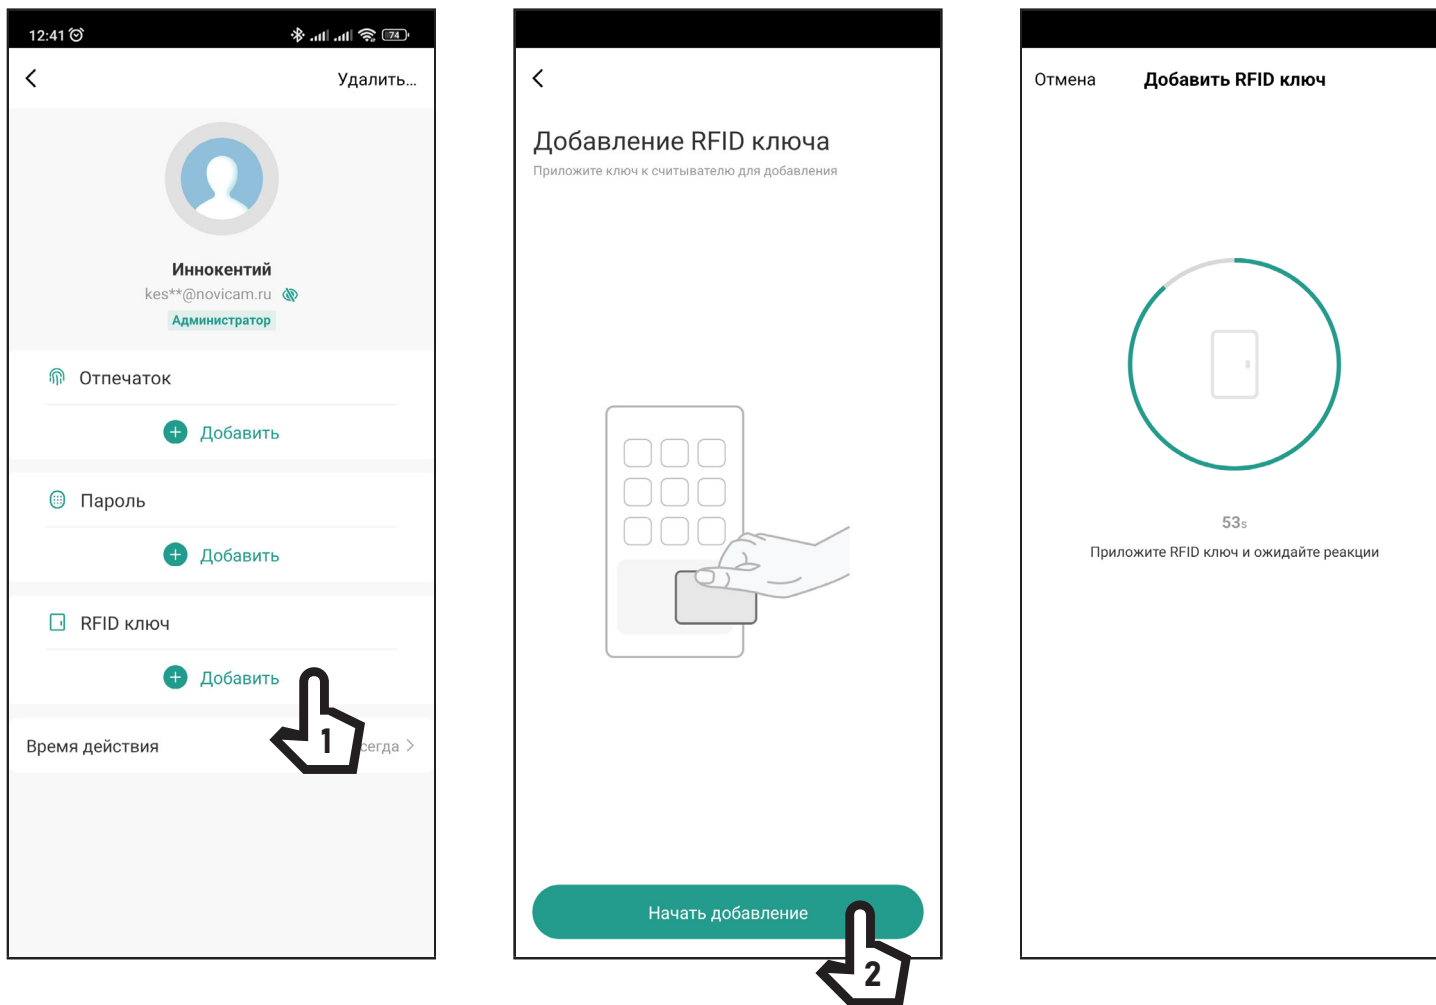 12:41
74
Удалить...
Иннокентий
kes**@novicam.ru
Администратор
Отпечаток
Добавить
Пароль
Добавить
RFID ключ
Добавить
1
Время действия
сегда
Добавление RFID ключа
Приложите ключ к считывателю для добавления
Начать добавление
2
Отмена
Добавить RFID ключ
53s
Приложите RFID ключ и ожидайте реакции